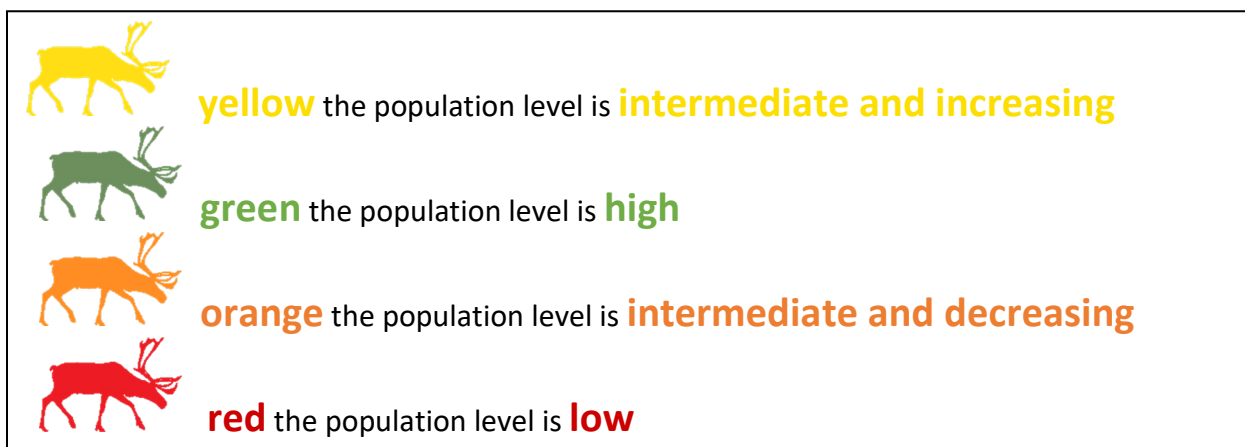 yellow the population level is intermediate and increasing
green the population level is high
orange the population level is intermediate and decreasing
red the population level is low